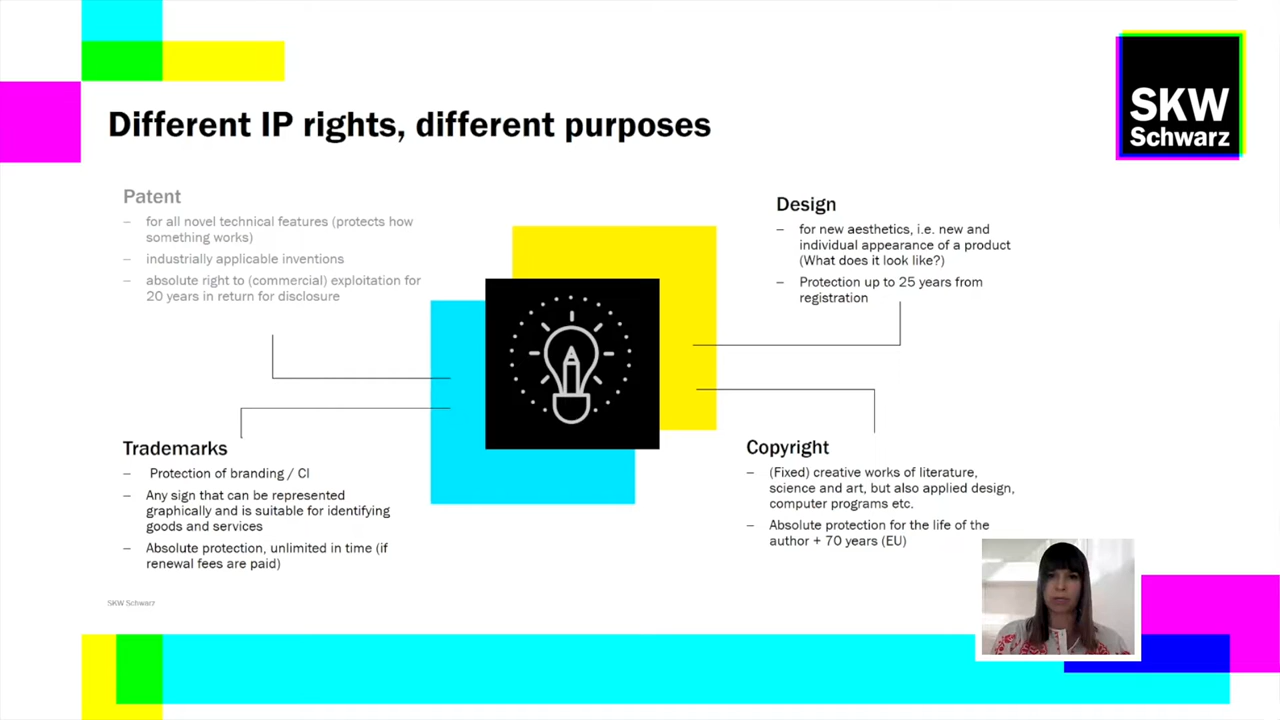 SKW
Schwarz
Different IP rights, different purposes
Patent
– for all novel technical features (protects how
something works)
– industrially applicable inventions
– absolute right to (commercial) exploitation for
20 years in return for disclosure
Design
– for new aesthetics, i.e. new and
individual appearance of a product
(What does it look like?)
– Protection up to 25 years from
registration
Trademarks
– Protection of branding / CI
– Any sign that can be represented
graphically and is suitable for identifying
goods and services
– Absolute protection, unlimited in time (if
renewal fees are paid)
Copyright
– (Fixed) creative works of literature,
science and art, but also applied design,
computer programs etc.
– Absolute protection for the life of the
author + 70 years (EU)
SKW Schwarz